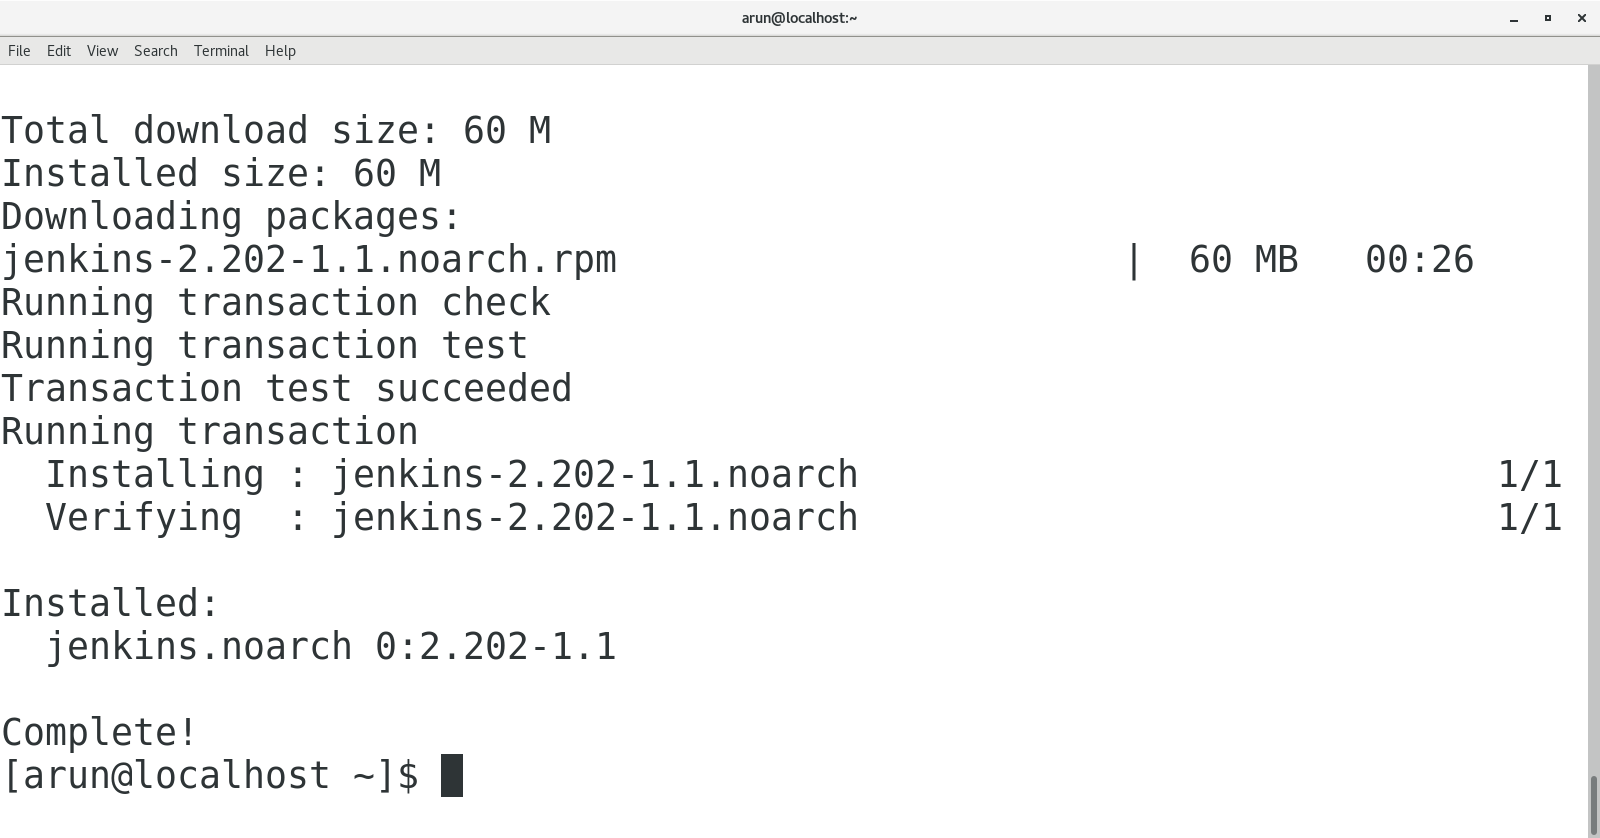 arun@localhost:~
File Edit View Search Terminal Help
Total download size: 60 M
Installed size: 60 M
Downloading packages:
jenkins-2.202-1.1.noarch.rpm | 60 MB 00:26
Running transaction check
Running transaction test
Transaction test succeeded
Running transaction
Installing : jenkins-2.202-1.1.noarch 1/1
Verifying : jenkins-2.202-1.1.noarch 1/1
Installed:
jenkins.noarch 0:2.202-1.1
Complete!
[arun@localhost ~]$